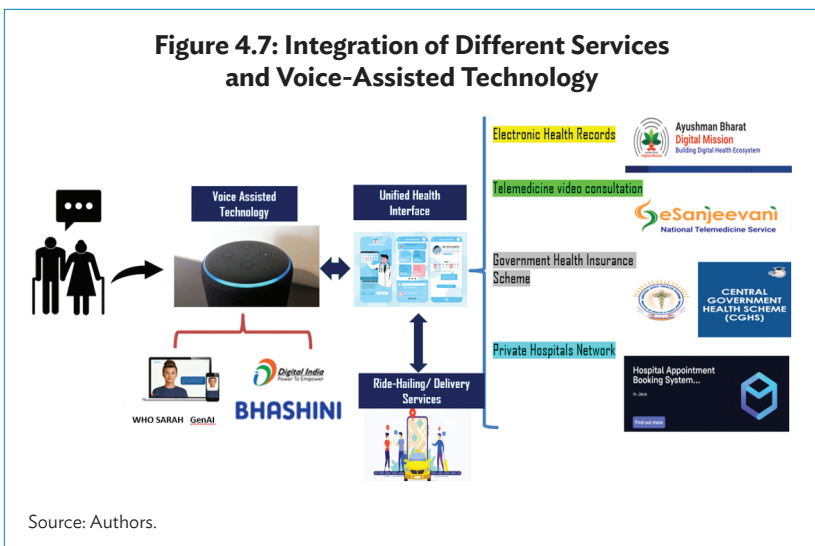 Figure 4.7: Integration of Different Services
and Voice-Assisted Technology
Electronic Health Records
Ayushman Bharat
Digital Mission
Building Digital Health Ecosystem
Voice Assisted
Technology
Unified Health
Interface
Telemedicine video consultation
eSanjeevani
National Telemedicine Service
Government Health Insurance
Scheme
CENTRAL
GOVERNMENT
HEALTH SCHEME
(CGHS)
Private Hospitals Network
Hospital Appointment
Booking System...
in Java
Find out more
Digital India
Power To Empower
BHASHINI
WHO SARAH GenAI
Ride-Hailing/ Delivery
Services
Source: Authors.